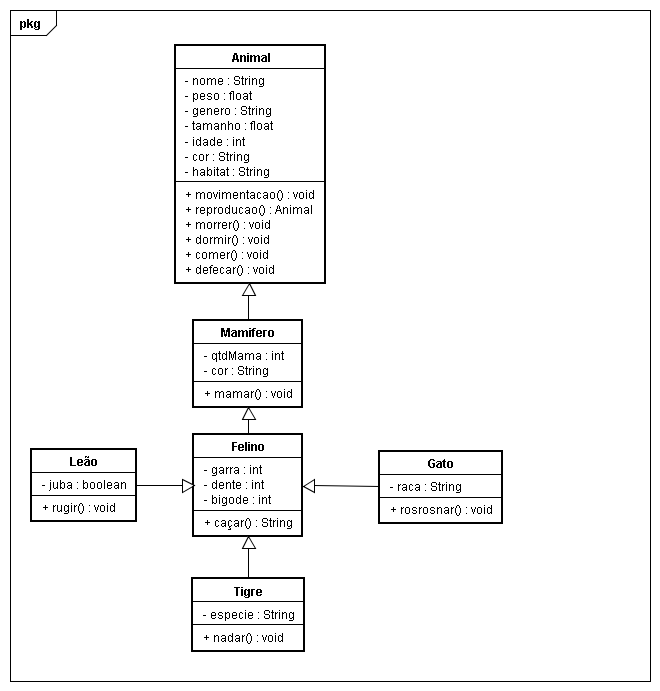 pkg
Animal
- nome : String
- peso : float
- genero : String
- tamanho : float
- idade : int
- cor : String
- habitat : String
+ movimentacao() : void
+ reproducao() : Animal
+ morrer() : void
+ dormir() : void
+ comer() : void
+ defecar() : void
Mamifero
- qtdMama : int
- cor : String
+ mamar() : void
Felino
- garra : int
- dente : int
- bigode : int
+ caçar() : String
Leão
- juba : boolean
+ rugir() : void
Gato
- raca : String
+ rosrosnar() : void
Tigre
- especie : String
+ nadar() : void